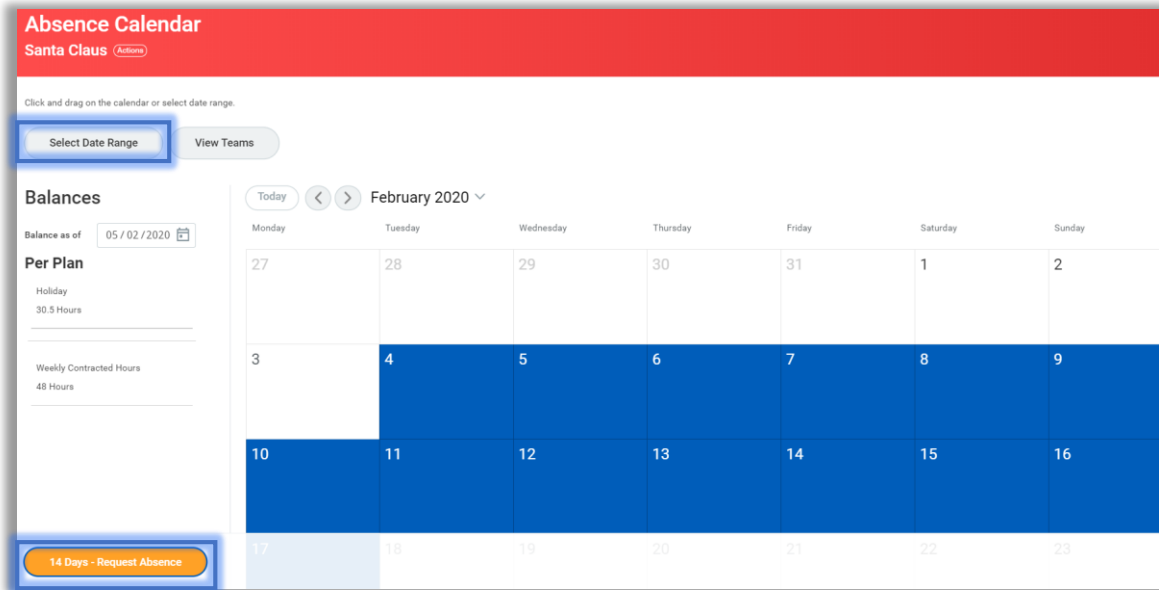 Absence Calendar
Santa Claus Actions
Click and drag on the calendar or select date range.
Select Date Range View Teams
Balances
Today February 2020
Balance as of 05 / 02 / 2020
Monday Tuesday Wednesday Thursday Friday Saturday Sunday
Per Plan
27 28 29 30 31 1 2
Holiday
30.5 Hours
3 4 5 6 7 8 9
Weekly Contracted Hours
48 Hours
10 11 12 13 14 15 16
17 18 19 20 21 22 23
14 Days - Request Absence